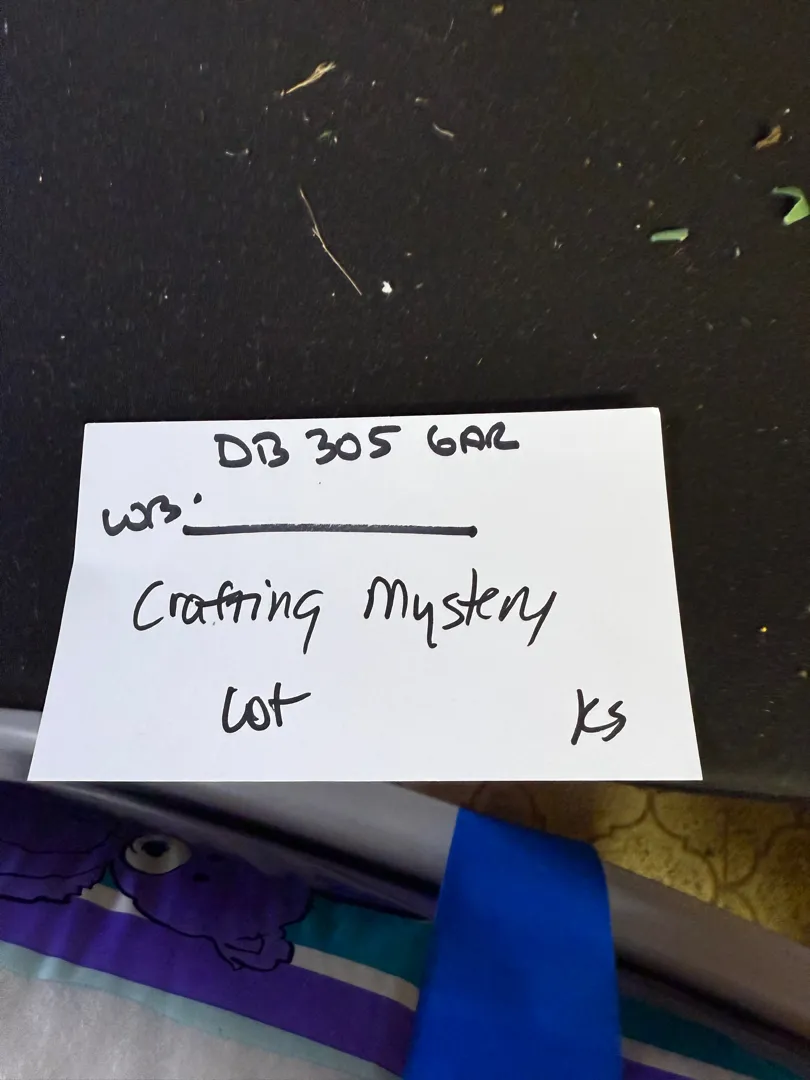 DB 305 GAR
WB:
Crafting Mystery
Lot
KS